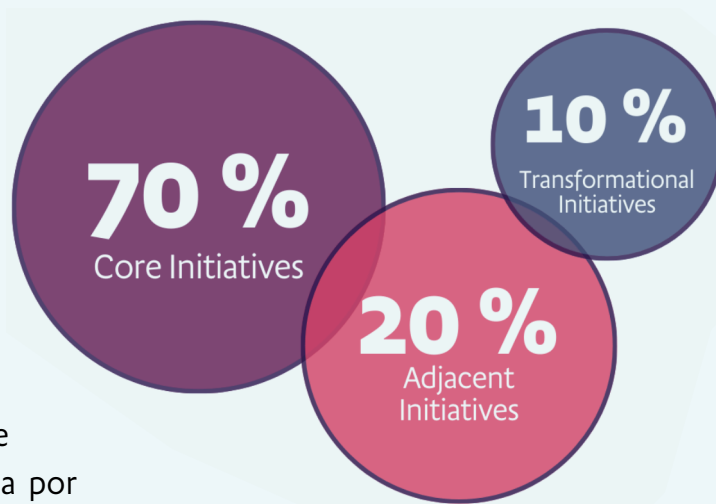 70 %
Core Initiatives
10 %
Transformational
Initiatives
20 %
Adjacent
Initiatives
e
a por